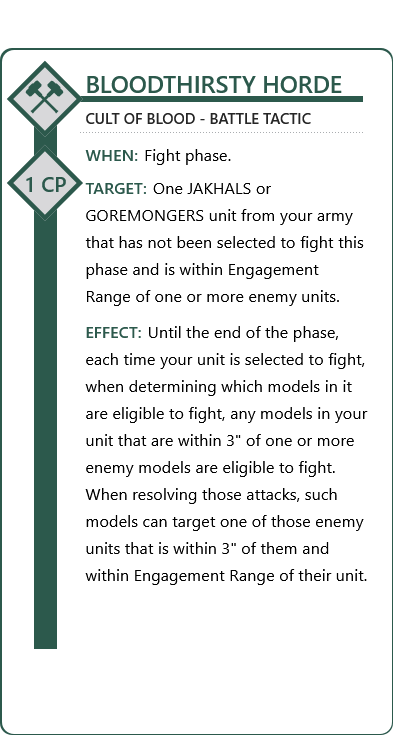 BLOODTHIRSTY HORDE
CULT OF BLOOD - BATTLE TACTIC
1 CP
WHEN: Fight phase.
TARGET: One JAKHALS or
GOREMONGERS unit from your army
that has not been selected to fight this
phase and is within Engagement
Range of one or more enemy units.
EFFECT: Until the end of the phase,
each time your unit is selected to fight,
when determining which models in it
are eligible to fight, any models in your
unit that are within 3" of one or more
enemy models are eligible to fight.
When resolving those attacks, such
models can target one of those enemy
units that is within 3" of them and
within Engagement Range of their unit.